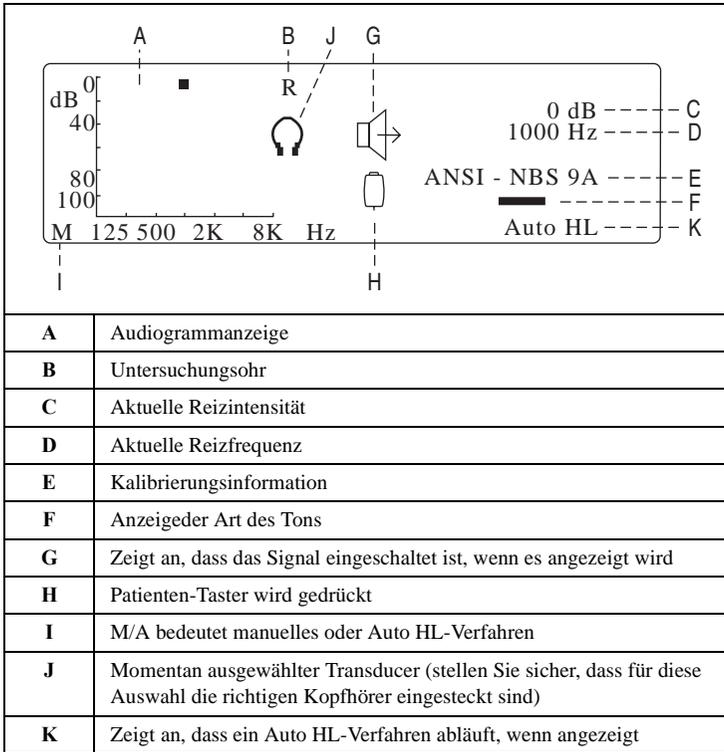 A B J G
0
dB
R
0 dB C
40
1000 Hz D
80
ANSI - NBS 9A E
100
F
M 125 500 2K 8K Hz
Auto HL K
I H
A Audiogrammanzeige
B Untersuchungsohr
C Aktuelle Reizintensität
D Aktuelle Reizfrequenz
E Kalibrierungsinformation
F Anzeigeder Art des Tons
G Zeigt an, dass das Signal eingeschaltet ist, wenn es angezeigt wird
H Patienten-Taster wird gedrückt
I M/A bedeutet manuelles oder Auto HL-Verfahren
J Momentan ausgewählter Transducer (stellen Sie sicher, dass für diese
Auswahl die richtigen Kopfhörer eingesteckt sind)
K Zeigt an, dass ein Auto HL-Verfahren abläuft, wenn angezeigt